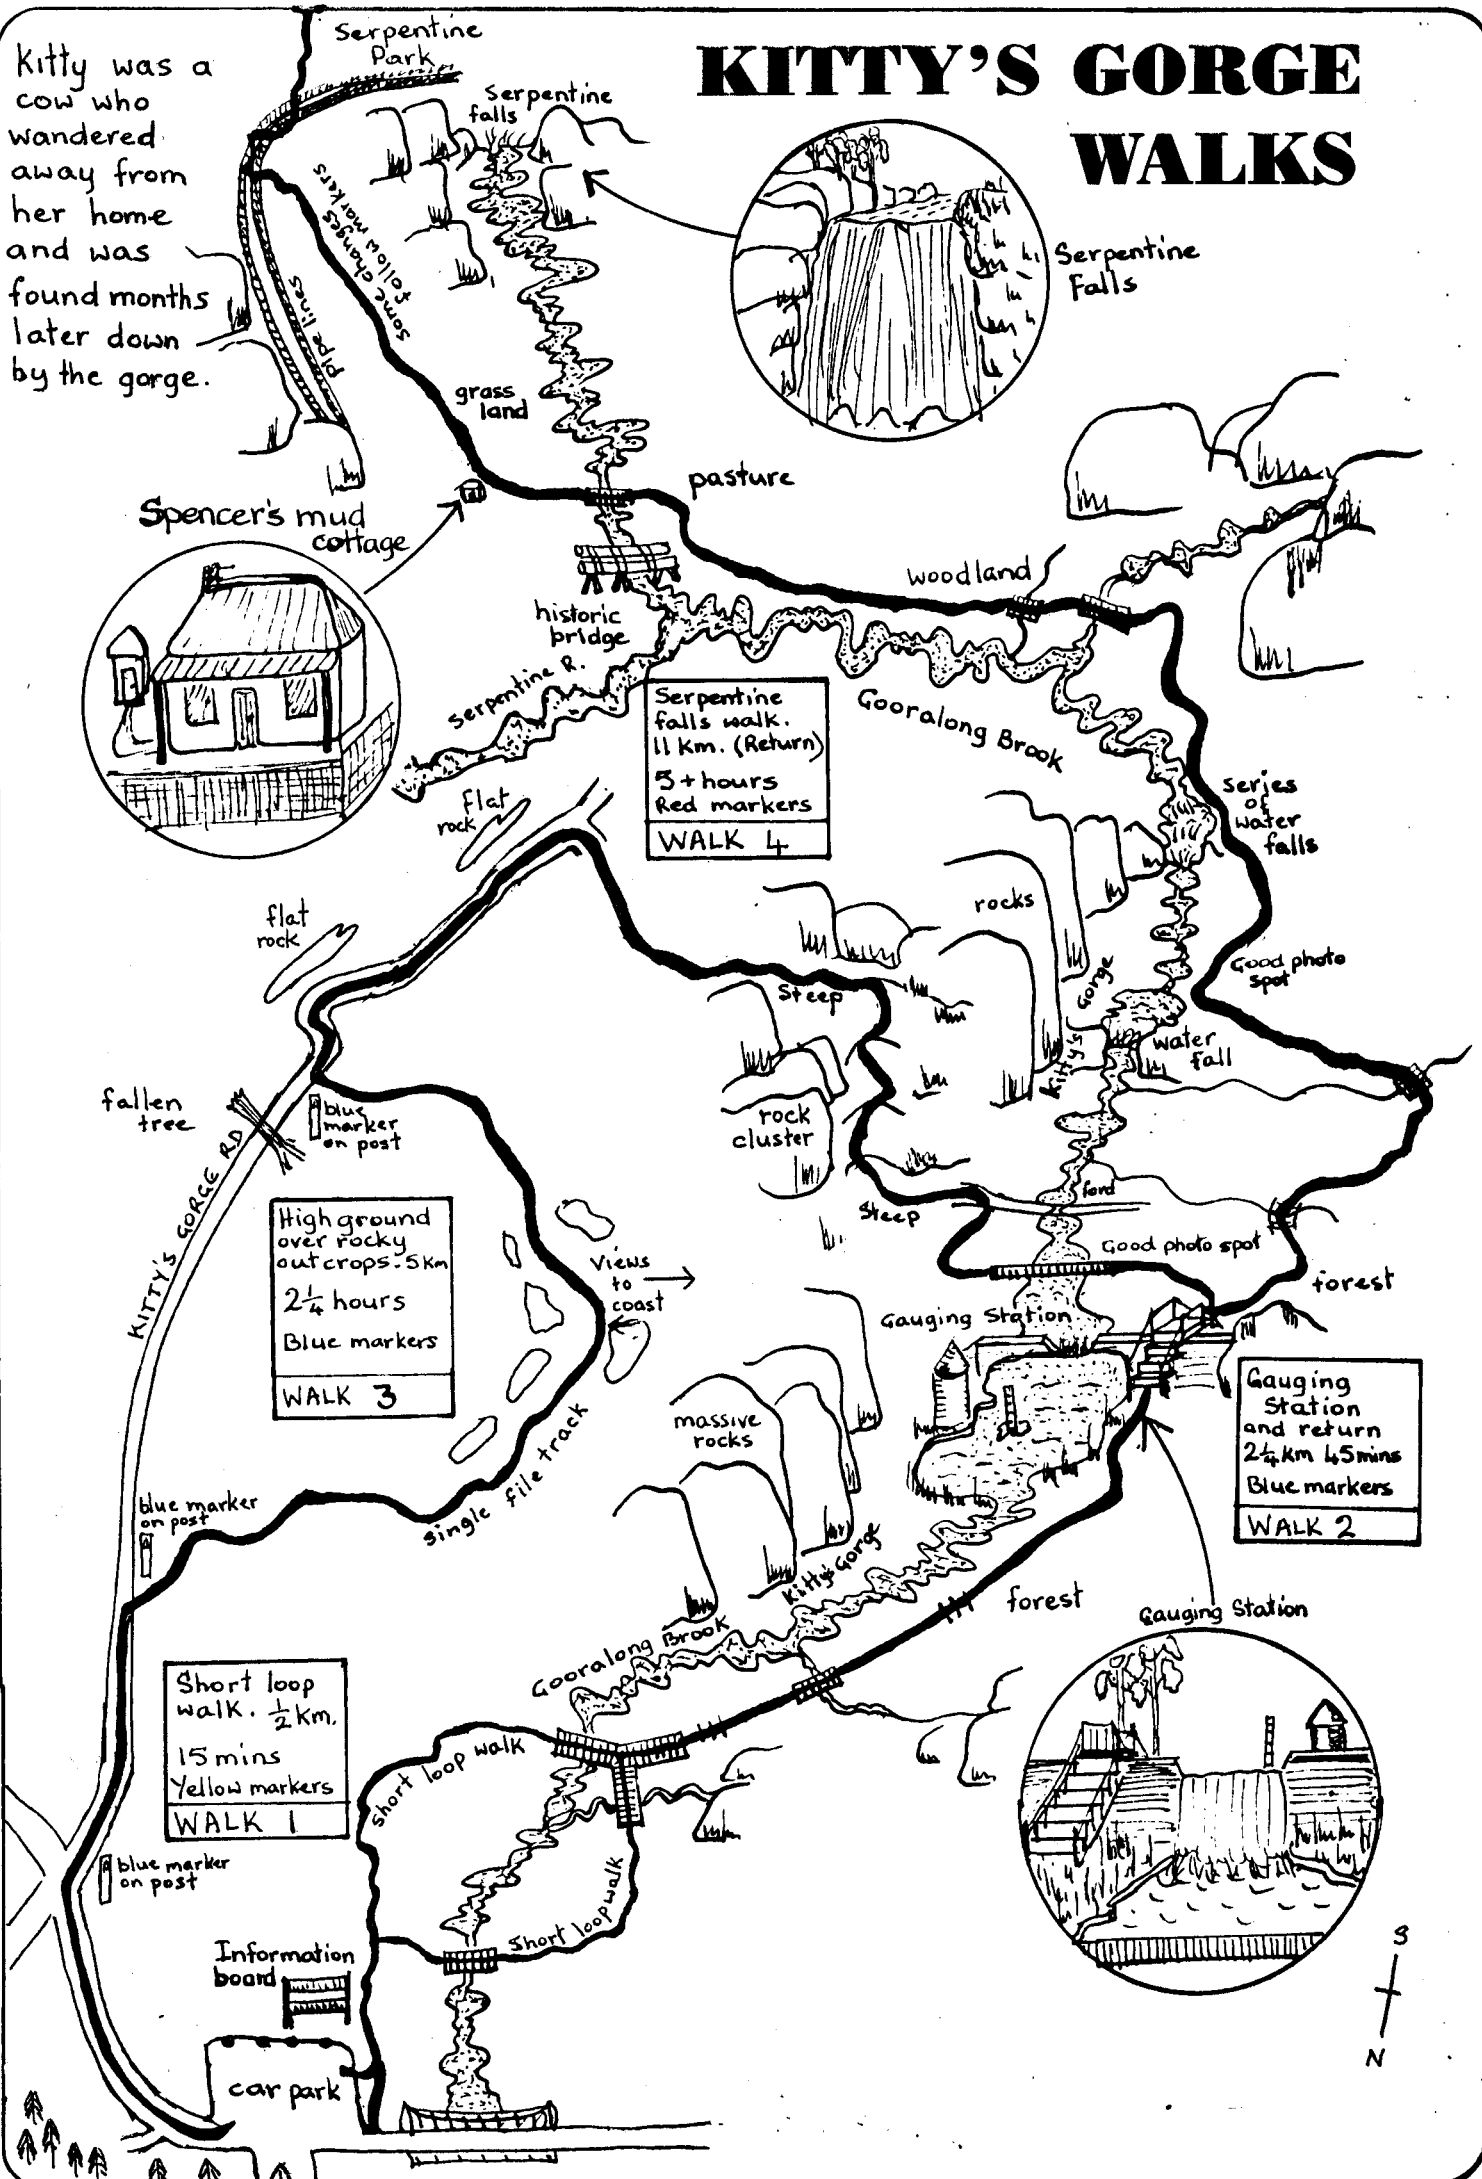 KITTY'S GORGE
WALKS
Kitty was a
cow who
wandered
away from
her home
and was
found months
later down
by the gorge.
Serpentine
Park
Serpentine
falls
some changes
follow markers
pipe lines
Serpentine
Falls
grass
land
pasture
Spencer's mud
cottage
woodland
historic
bridge
Serpentine R.
Gooralong Brook
Serpentine
falls walk.
11 Km. (Return)
5+hours
Red markers
WALK 4
series
of
water
falls
flat
rock
flat
rock
rocks
Good photo
spot
Steep
Kitty's Gorge
water
fall
fallen
tree
blue
marker
on post
rock
cluster
KITTY'S GORGE RD
ford
Steep
Good photo spot
High ground
over rocky
outcrops. 5km
2 1/4 hours
Blue markers
WALK 3
Views
to
coast
forest
Gauging Station
Gauging
Station
and return
2 1/4 km 45mins
Blue markers
WALK 2
massive
rocks
single file track
blue marker
on post
Kitty's Gorge
forest
Gauging Station
Gooralong Brook
Short loop
walk. 1/2 km.
15 mins
Yellow markers
WALK 1
short loop walk
blue marker
on post
Short loop walk
Information
board
car park
S
N